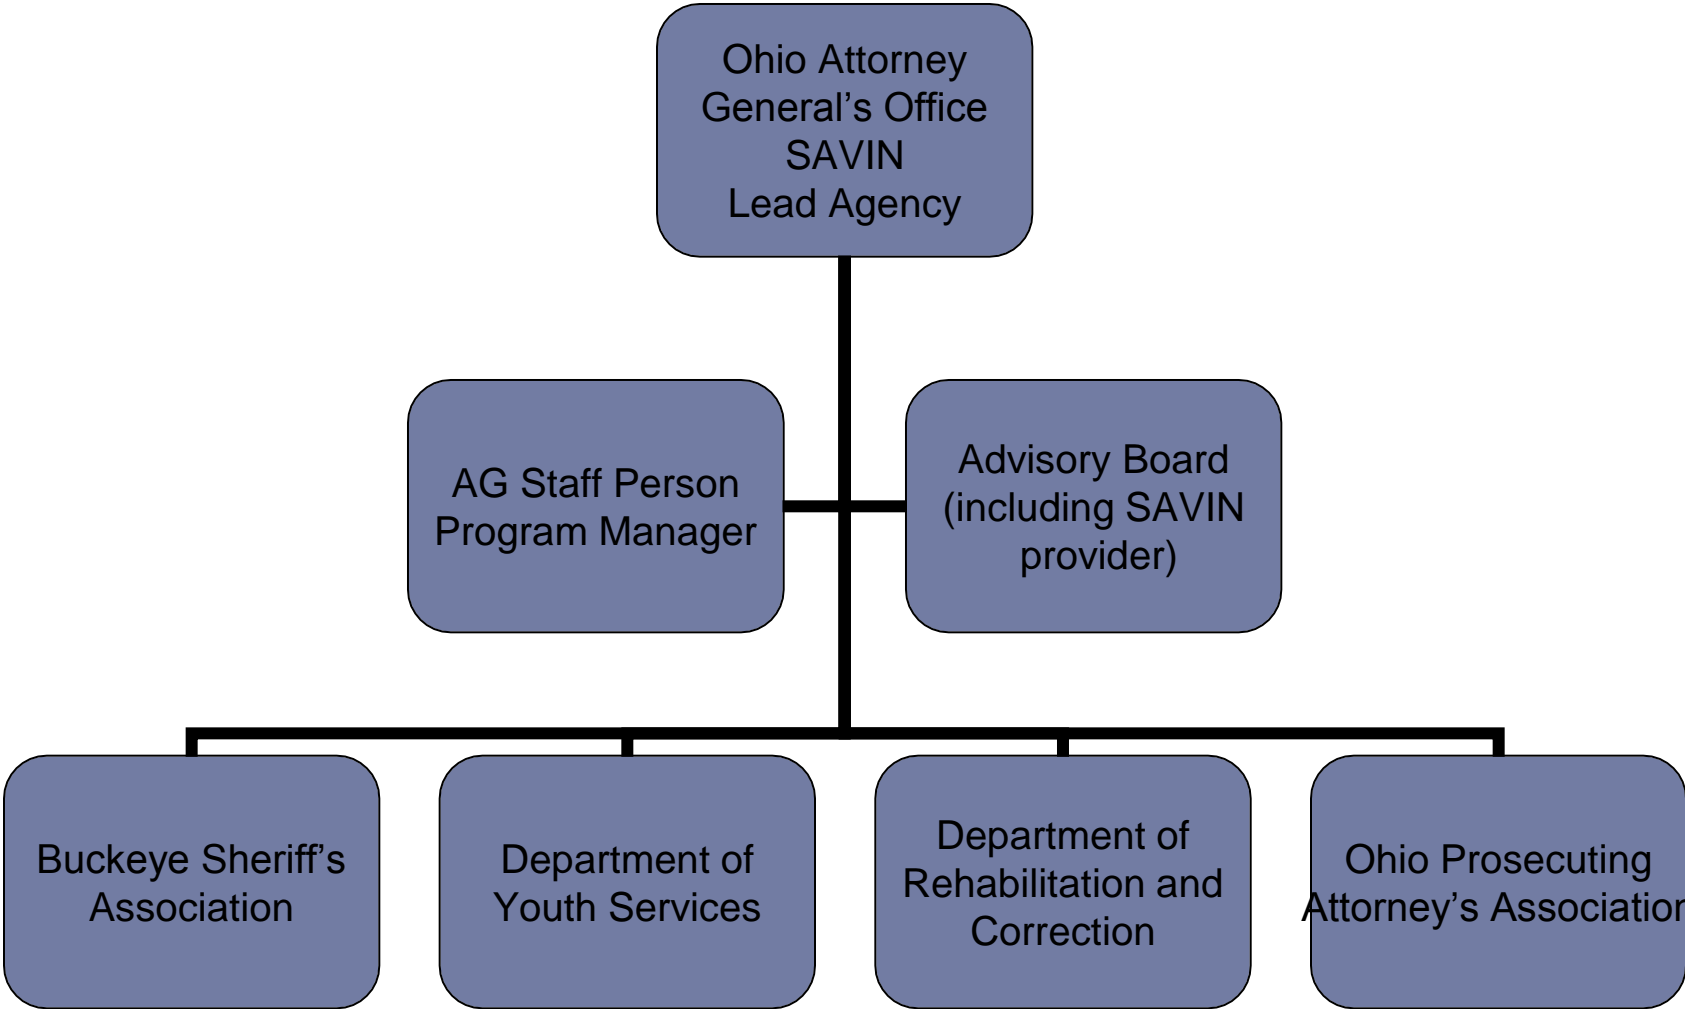 Ohio Attorney
General’s Office
SAVIN
Lead Agency
AG Staff Person
Program Manager
Advisory Board
(including SAVIN
provider)
Buckeye Sheriff’s
Association
Department of
Youth Services
Department of
Rehabilitation and
Correction
Ohio Prosecuting
Attorney’s Association